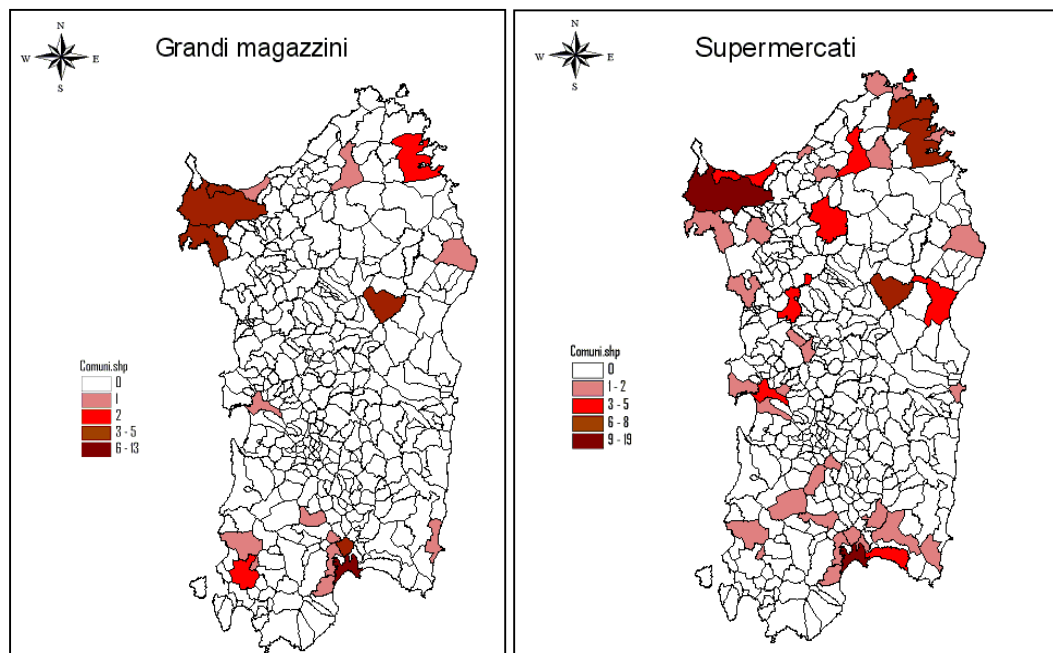 N
W E
S
Grandi magazzini
Comuni.shp
0
1
2
3 - 5
6 - 13
N
W E
S
Supermercati
Comuni.shp
0
1 - 2
3 - 5
6 - 8
9 - 19